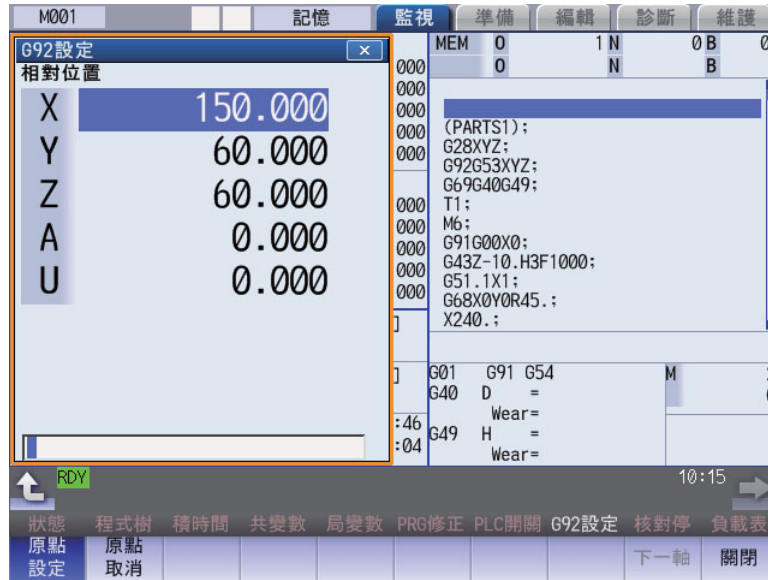 M001 記憶 監視 準備 編輯 診斷 維護
G92設定 ×
相對位置
X 150.000
Y 60.000
Z 60.000
A 0.000
U 0.000
000
000
000
000
000
000
000
000
000
000
:46
:04
MEM O 1 N 0 B 0
O N B
(PARTS1);
G28XYZ;
G92G53XYZ;
G69G40G49;
T1;
M6;
G91G00X0;
G43Z-10.H3F1000;
G51.1X1;
G68X0Y0R45.;
X240.;
G01 G91 G54 M
G40 D =
Wear=
G49 H =
Wear=
RDY 10:15
狀態 程式樹 積時間 共變數 局變數 PRG修正 PLC開關 G92設定 核對停 負載表
原點設定 原點取消 下一軸 關閉